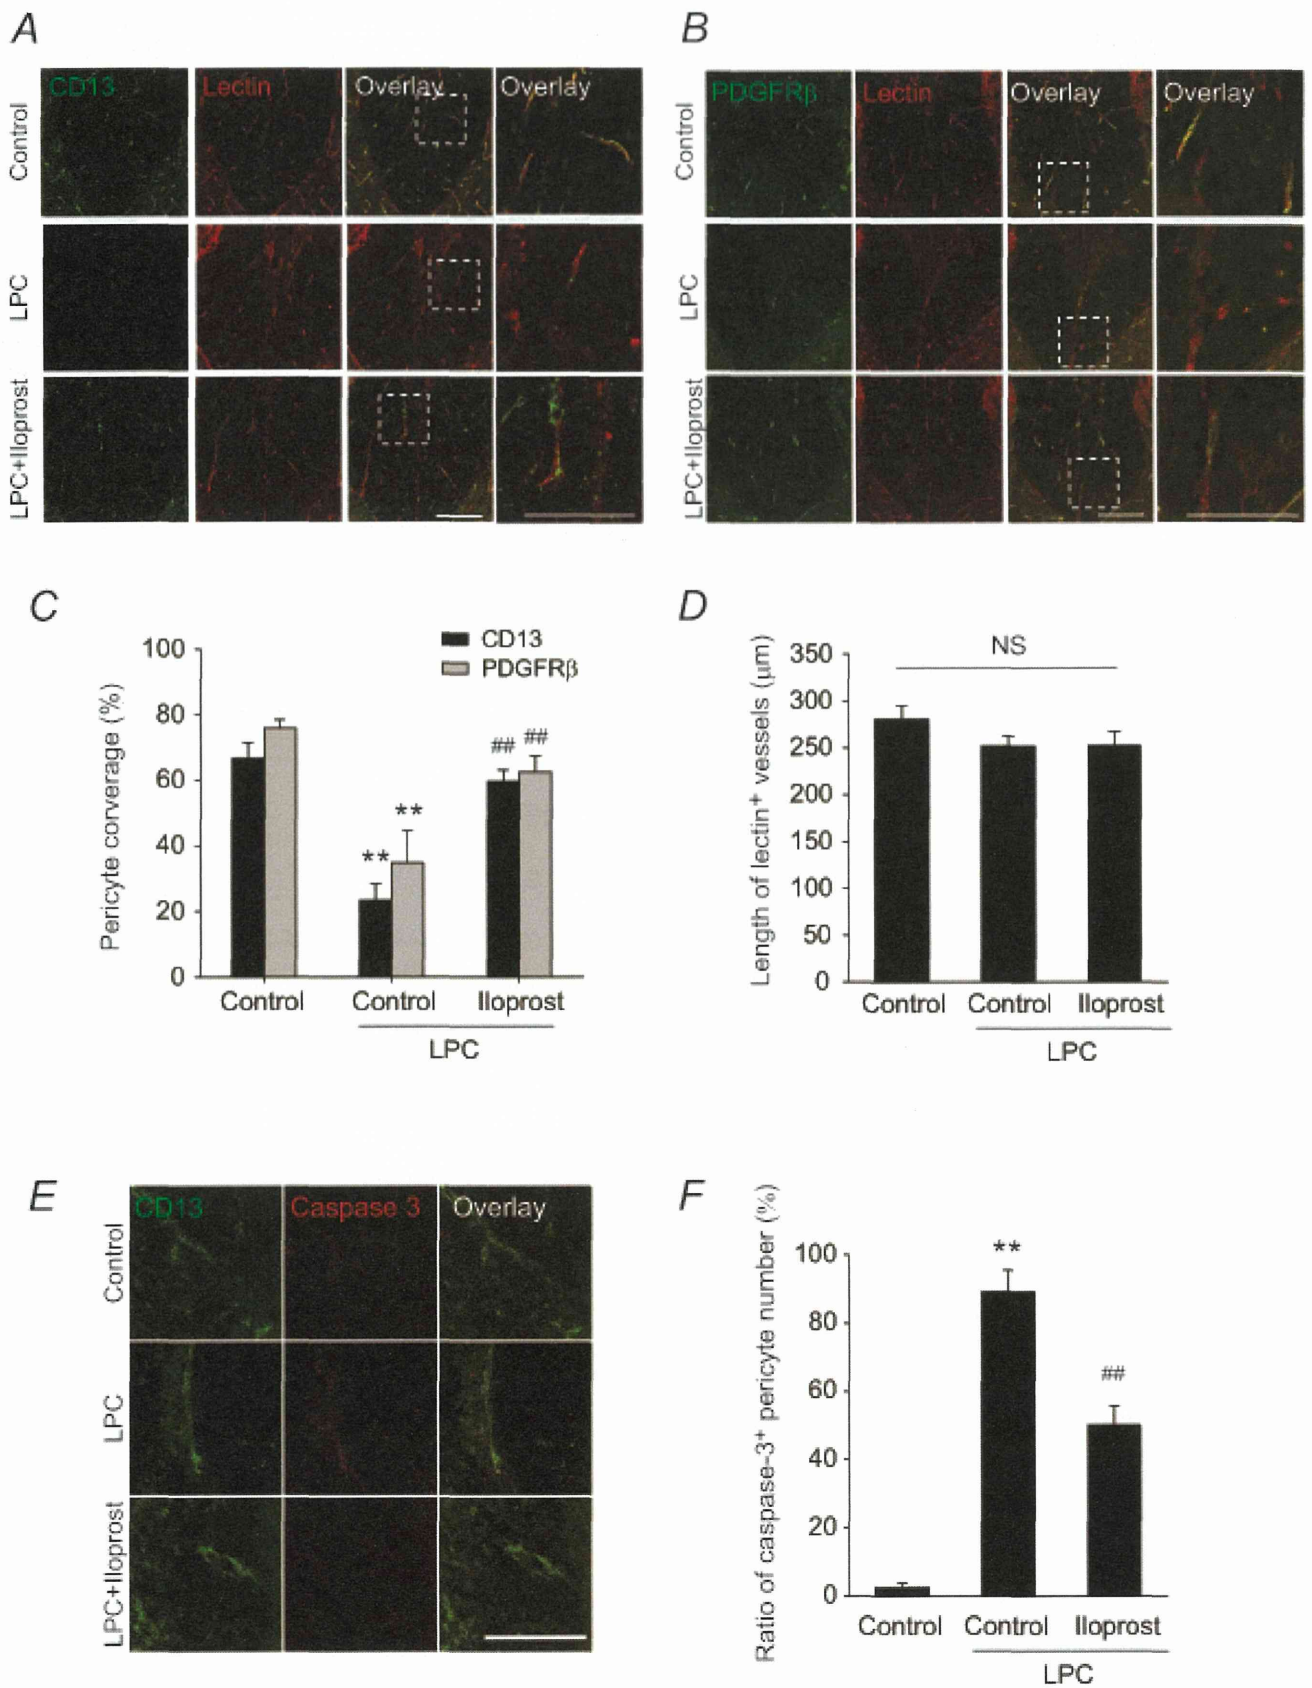 A
CD13 Lectin Overlay Overlay
Control
LPC
LPC+Iloprost
B
PDGFRβ Lectin Overlay Overlay
Control
LPC
LPC+Iloprost
C
CD13
PDGFRβ
Pericyte corverage (%)
100
80
60
40
20
0
**
**
##
##
Control Control Iloprost
LPC
D
NS
Length of lectin⁺ vessels (μm)
350
300
250
200
150
100
50
0
Control Control Iloprost
LPC
E
CD13 Caspase 3 Overlay
Control
LPC
LPC+Iloprost
F
Ratio of caspase-3⁺ pericyte number (%)
100
80
60
40
20
0
**
##
Control Control Iloprost
LPC